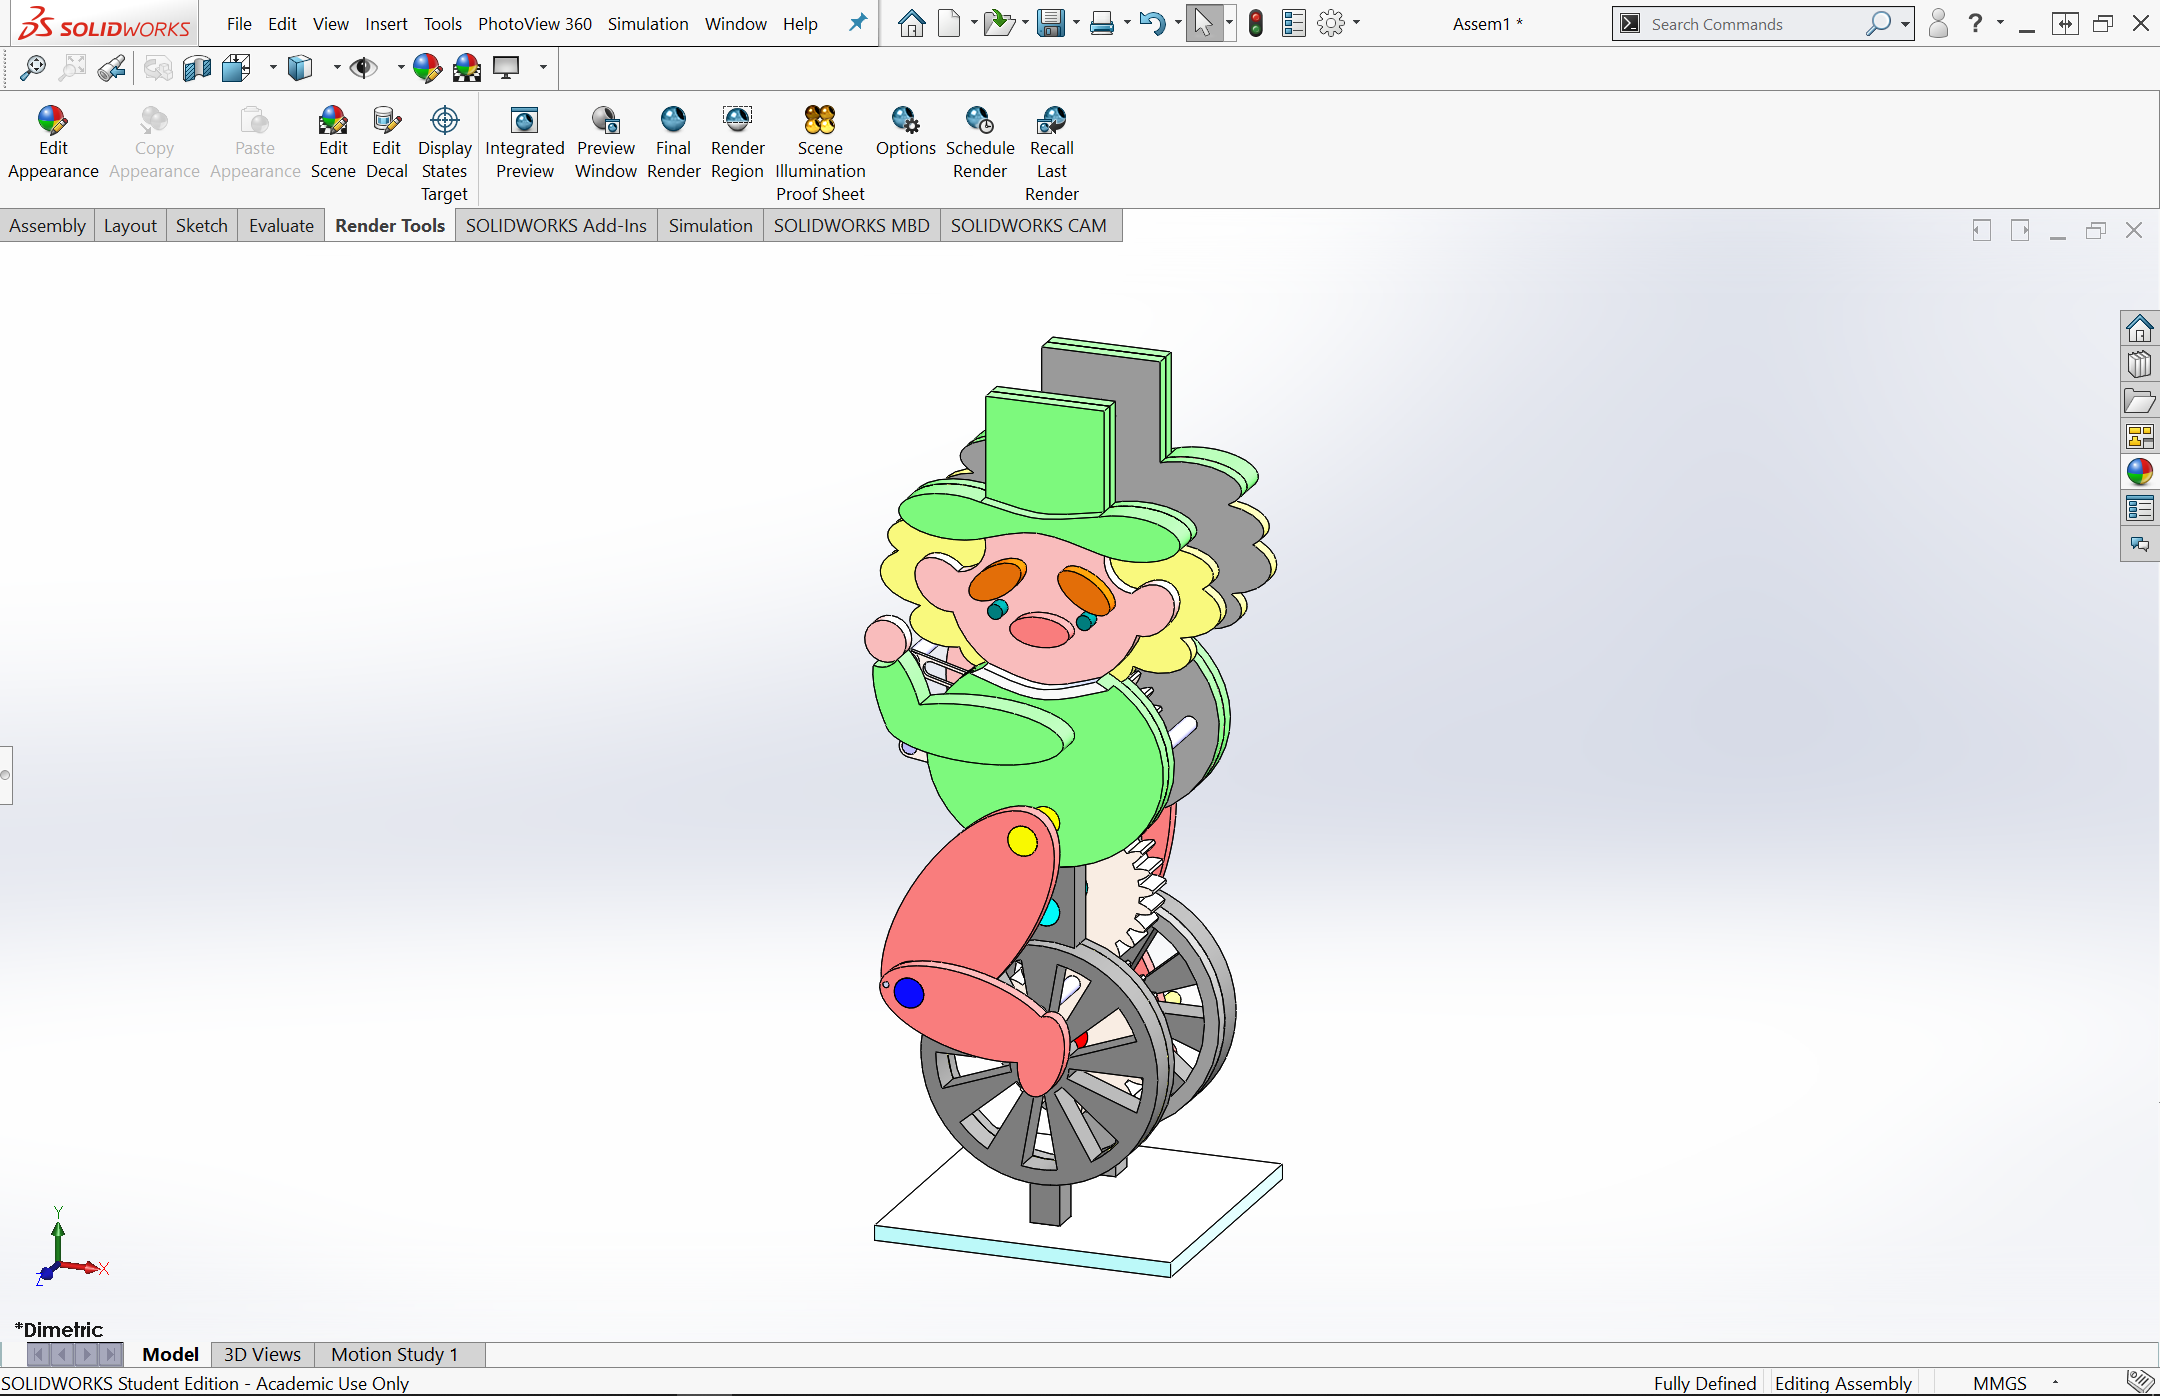 SOLIDWORKS File Edit View Insert Tools PhotoView 360 Simulation Window Help Assem1 * Search Commands ?
Edit Appearance
Copy Appearance
Paste Appearance
Edit Scene
Edit Decal
Display States Target
Integrated Preview
Preview Window
Final Render
Render Region
Scene Illumination Proof Sheet
Options
Schedule Render
Recall Last Render
Assembly Layout Sketch Evaluate Render Tools SOLIDWORKS Add-Ins Simulation SOLIDWORKS MBD SOLIDWORKS CAM
Y
X
Z
*Dimetric
Model 3D Views Motion Study 1
SOLIDWORKS Student Edition - Academic Use Only Fully Defined Editing Assembly MMGS